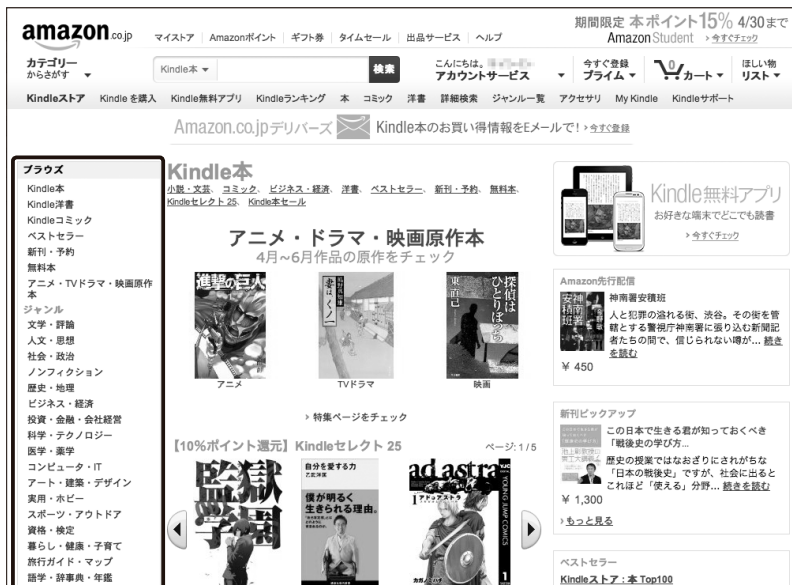 amazon.co.jp
マイストア Amazonポイント ギフト券 タイムセール 出品サービス ヘルプ
期間限定 本ポイント15% 4/30まで
Amazon Student › 今すぐチェック
カテゴリー
からさがす
Kindle本
検索
こんにちは。
アカウントサービス
今すぐ登録
プライム
カート
ほしい物
リスト
Kindleストア Kindle を購入 Kindle無料アプリ Kindleランキング 本 コミック 洋書 詳細検索 ジャンル一覧 アクセサリ My Kindle Kindleサポート
Amazon.co.jpデリバーズ Kindle本のお買い得情報をEメールで! › 今すぐ登録
ブラウズ
Kindle本
Kindle洋書
Kindleコミック
ベストセラー
新刊・予約
無料本
アニメ・TVドラマ・映画原作
本
ジャンル
文学・評論
人文・思想
社会・政治
ノンフィクション
歴史・地理
ビジネス・経済
投資・金融・会社経営
科学・テクノロジー
医学・薬学
コンピュータ・IT
アート・建築・デザイン
実用・ホビー
スポーツ・アウトドア
資格・検定
暮らし・健康・子育て
旅行ガイド・マップ
語学・辞事典・年鑑
Kindle本
小説・文芸、 コミック、 ビジネス・経済、 洋書、 ベストセラー、 新刊・予約、 無料本、
Kindleセレクト 25、 Kindle本セール
アニメ・ドラマ・映画原作本
4月~6月作品の原作をチェック
進撃の巨人
妻はくノ一
探偵は
ひとりぼっち
東直己
アニメ
TVドラマ
映画
› 特集ページをチェック
【10%ポイント還元】Kindleセレクト 25
ページ: 1 / 5
監獄
学園
自分を愛する力
乙武洋匡
僕が明るく
生きられる理由。
ad astra
1 アド・アストラ
カガノミハチ
YOUNG JUMP COMICS
1
Kindle無料アプリ
お好きな端末でどこでも読書
› 今すぐチェック
Amazon先行配信
神南署
安積班
神南署安積班
人と犯罪の溢れる街、渋谷。その街を管
轄とする警視庁神南署に張り込む新聞記
者たちの間で、信じられない噂が... 続き
を読む
¥ 450
新刊ピックアップ
この日本で生きる君が知っておくべき
「戦後史の学び方...
歴史の授業ではなおざりにされがちな
「日本の戦後史」ですが、社会に出ると
これほど「使える」分野... 続きを読む
¥ 1,300
› もっと見る
ベストセラー
Kindleストア : 本 Top100